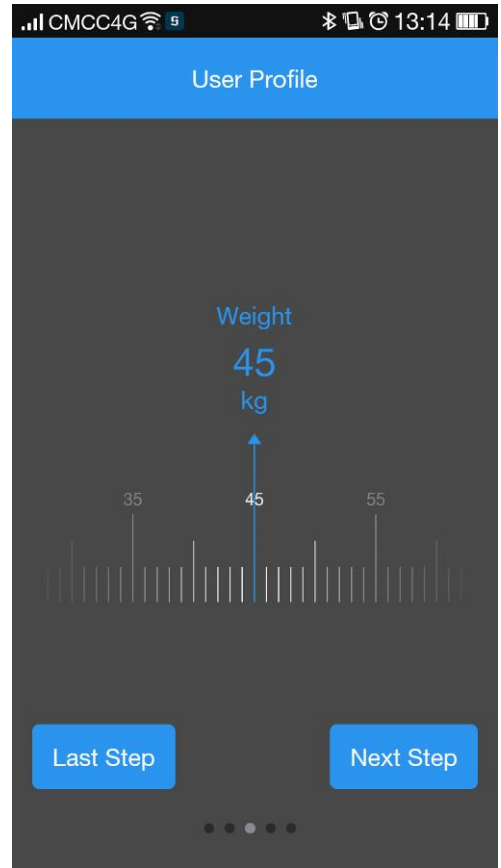 CMCC4G 13:14
User Profile
Weight
45
kg
35 45 55
Last Step Next Step